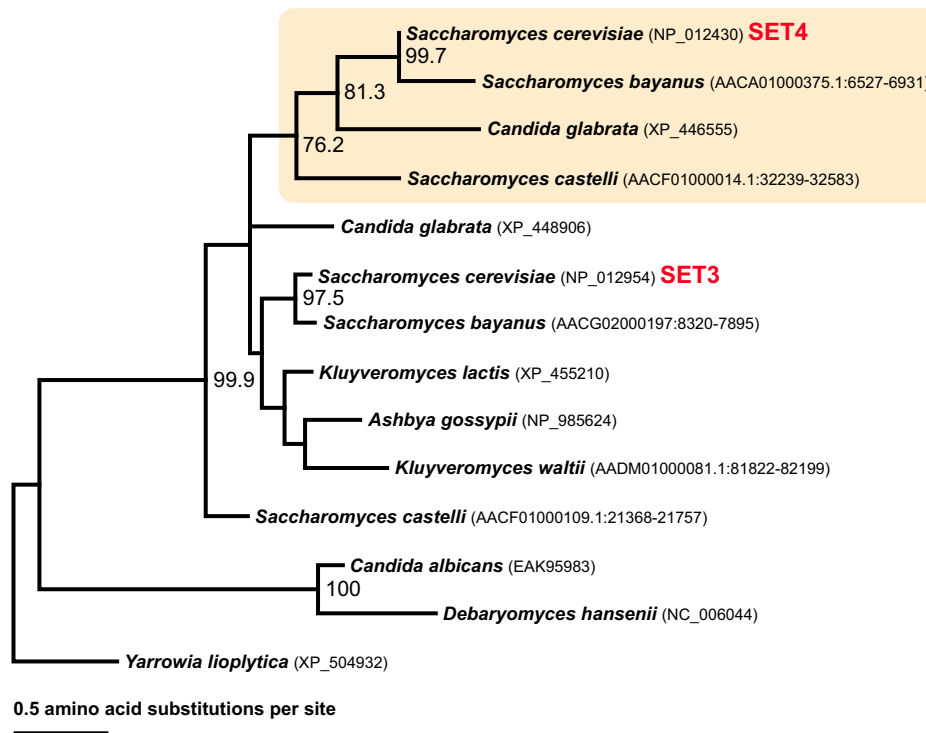 Saccharomyces cerevisiae (NP_012430) SET4
99.7
Saccharomyces bayanus (AACA01000375.1:6527-6931)
81.3
Candida glabrata (XP_446555)
76.2
Saccharomyces castelli (AACF01000014.1:32239-32583)
Candida glabrata (XP_448906)
Saccharomyces cerevisiae (NP_012954) SET3
97.5
Saccharomyces bayanus (AACG02000197:8320-7895)
Kluyveromyces lactis (XP_455210)
99.9
Ashbya gossypii (NP_985624)
Kluyveromyces waltii (AADM01000081.1:81822-82199)
Saccharomyces castelli (AACF01000109.1:21368-21757)
Candida albicans (EAK95983)
100
Debaryomyces hansenii (NC_006044)
Yarrowia lioplytica (XP_504932)
0.5 amino acid substitutions per site